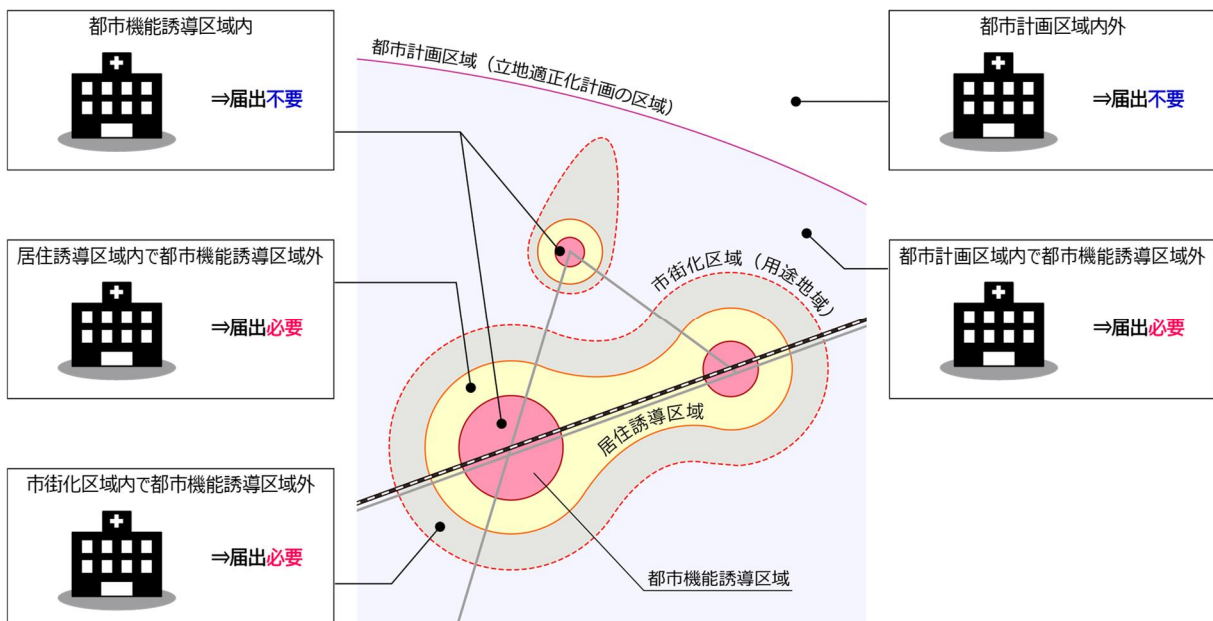 都市機能誘導区域内
⇒届出不要
居住誘導区域内で都市機能誘導区域外
⇒届出必要
市街化区域内で都市機能誘導区域外
⇒届出必要
都市計画区域（立地適正化計画の区域）
市街化区域（用途地域）
居住誘導区域
都市機能誘導区域
都市計画区域内外
⇒届出不要
都市計画区域内で都市機能誘導区域外
⇒届出必要